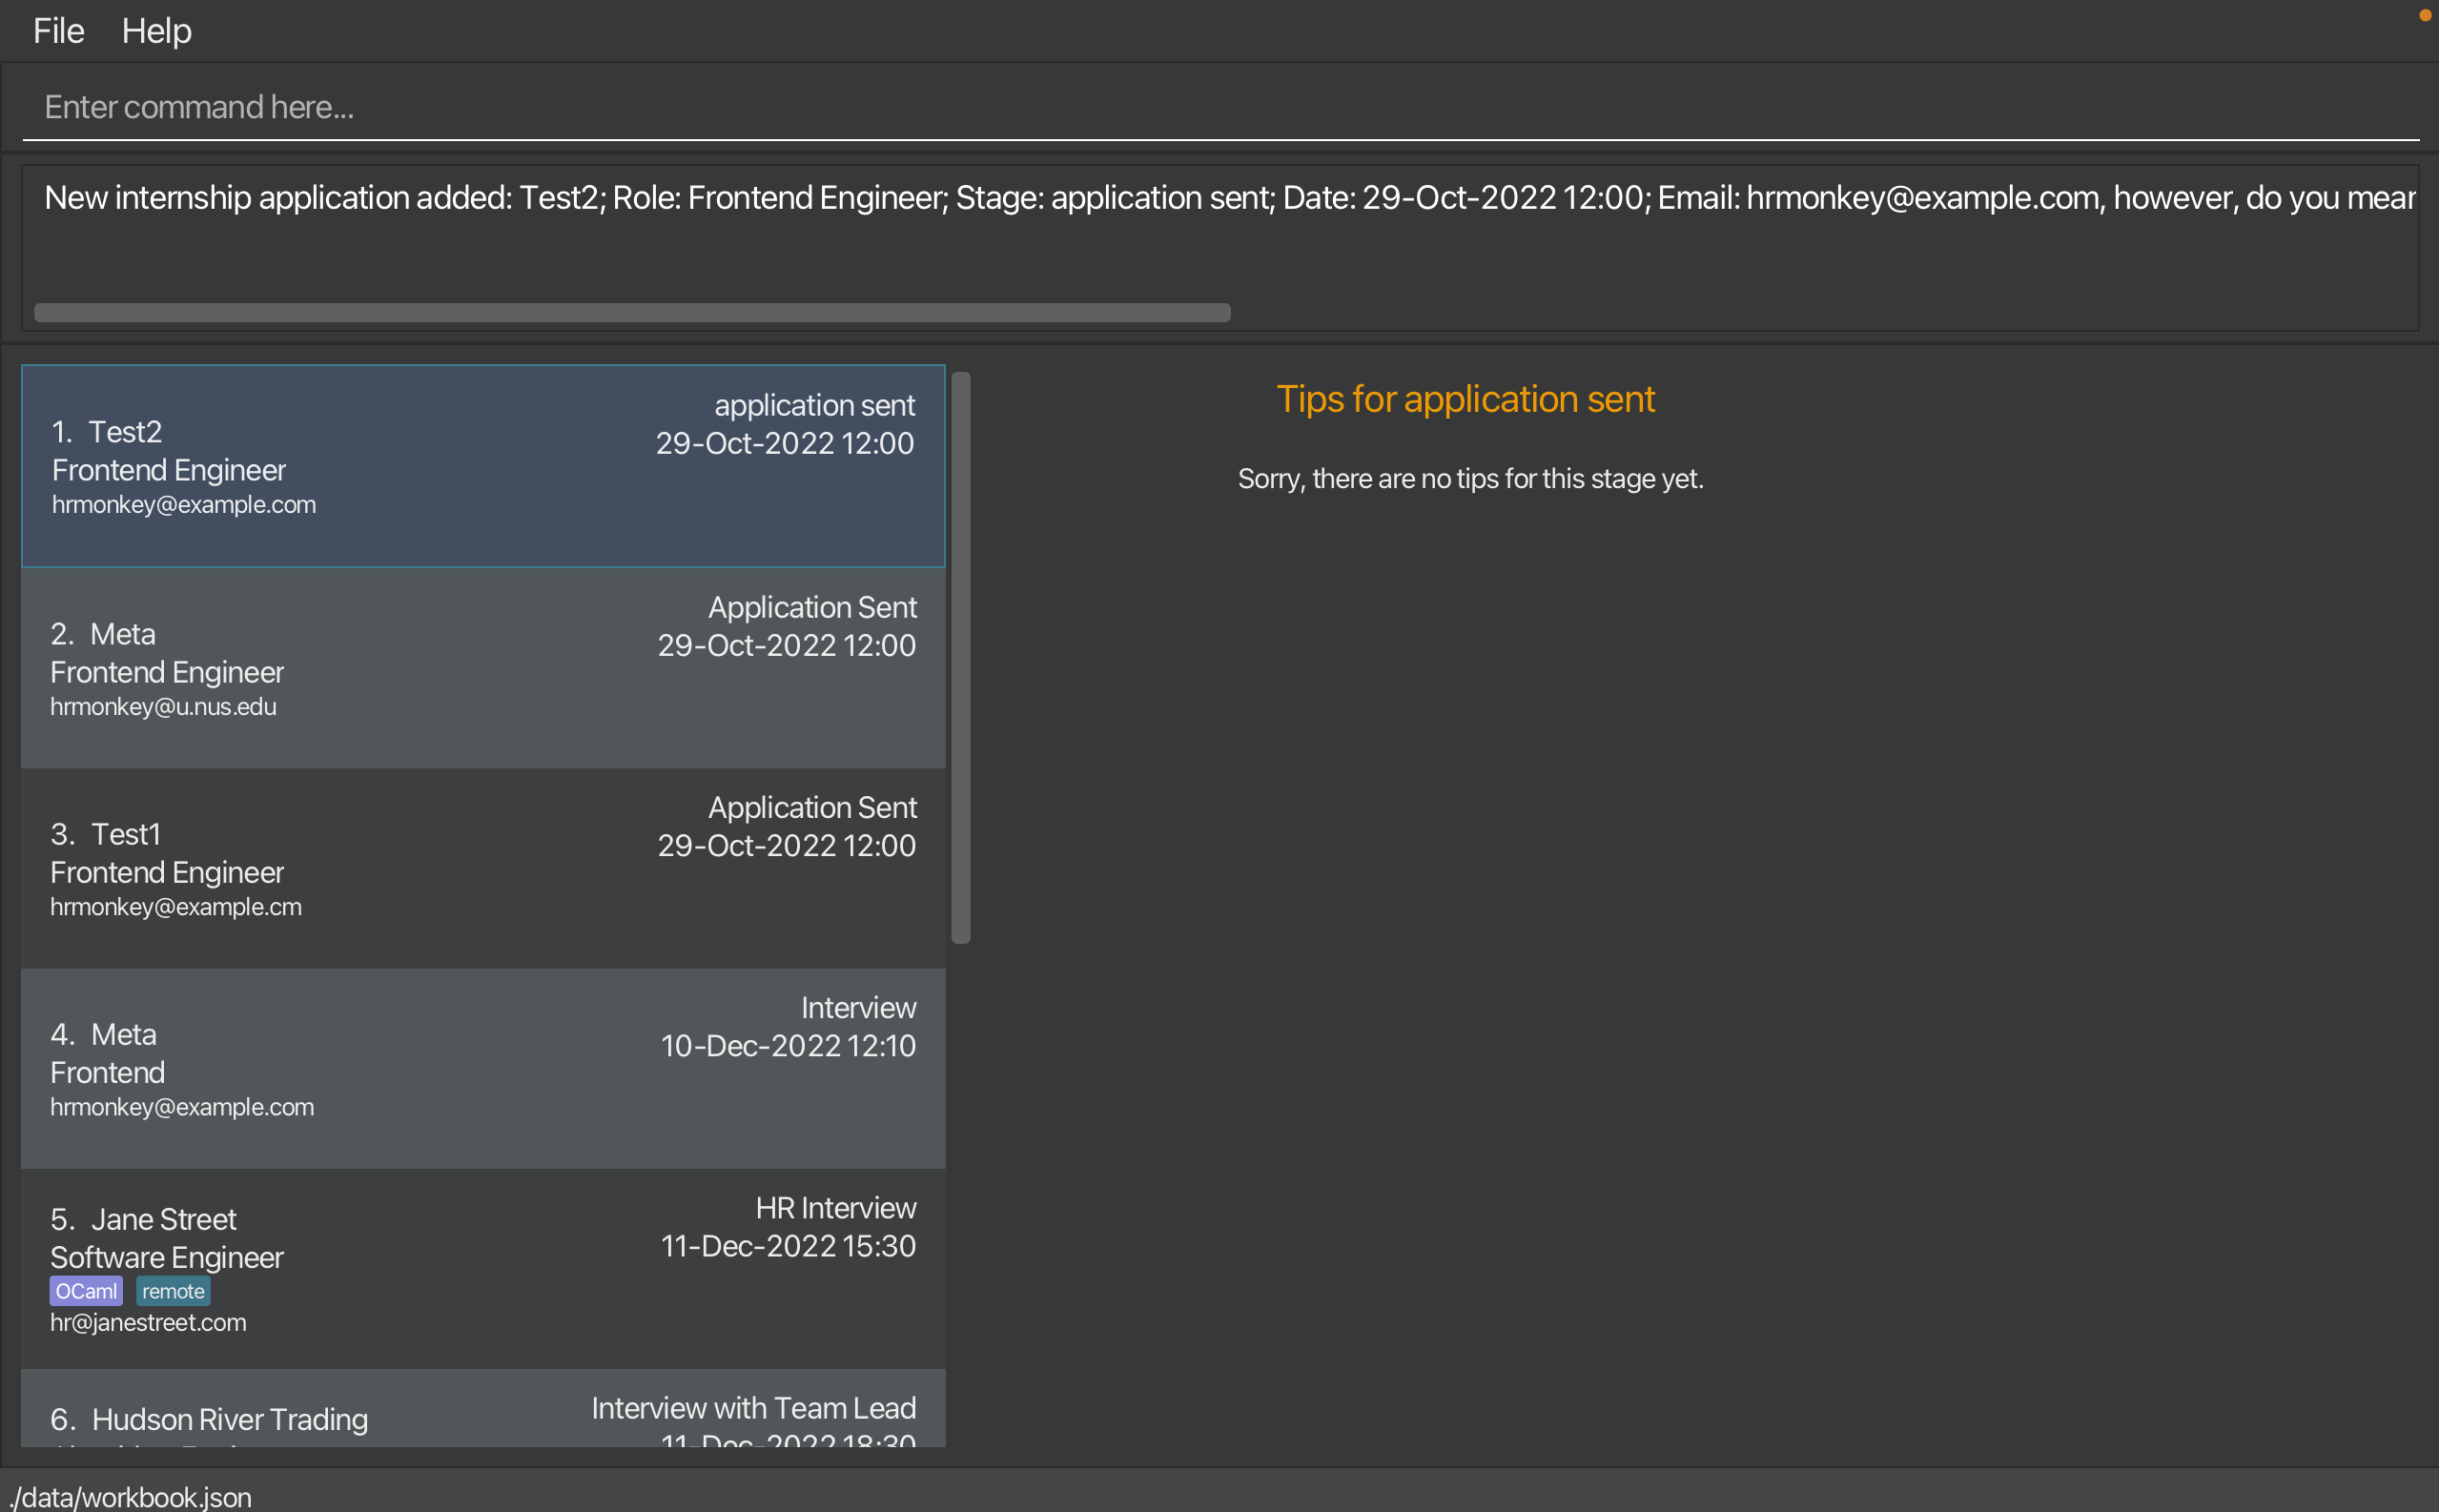 File Help
Enter command here...
New internship application added: Test2; Role: Frontend Engineer; Stage: application sent; Date: 29-Oct-2022 12:00; Email: hrmonkey@example.com, however, do you
application sent
1. Test2
29-Oct-2022 12:00
Frontend Engineer
hrmonkey@example.com
Application Sent
2. Meta
29-Oct-2022 12:00
Frontend Engineer
hrmonkey@u.nus.edu
Application Sent
3. Test1
29-Oct-2022 12:00
Frontend Engineer
hrmonkey@example.cm
Interview
4. Meta
10-Dec-2022 12:10
Frontend
hrmonkey@example.com
HR Interview
5. Jane Street
11-Dec-2022 15:30
Software Engineer
OCaml remote
hr@janestreet.com
Interview with Team Lead
6. Hudson River Trading
11-Dec-2022 18:30
Tips for application sent
Sorry, there are no tips for this stage yet.
./data/workbook.json